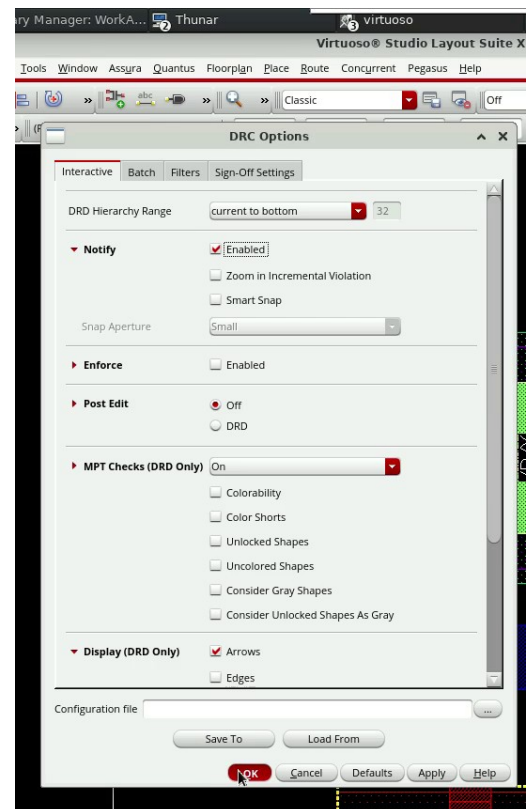 ary Manager: WorkA... Thunar virtuoso
Virtuoso® Studio Layout Suite X
Tools Window Assura Quantus Floorplan Place Route Concurrent Pegasus Help
» abc » » Classic Off
»
DRC Options
Interactive Batch Filters Sign-Off Settings
DRD Hierarchy Range current to bottom 32
Notify Enabled
Zoom in Incremental Violation
Smart Snap
Snap Aperture Small
Enforce Enabled
Post Edit Off
DRD
MPT Checks (DRD Only) On
Colorability
Color Shorts
Unlocked Shapes
Uncolored Shapes
Consider Gray Shapes
Consider Unlocked Shapes As Gray
Display (DRD Only) Arrows
Edges
Configuration file ...
Save To Load From
OK Cancel Defaults Apply Help